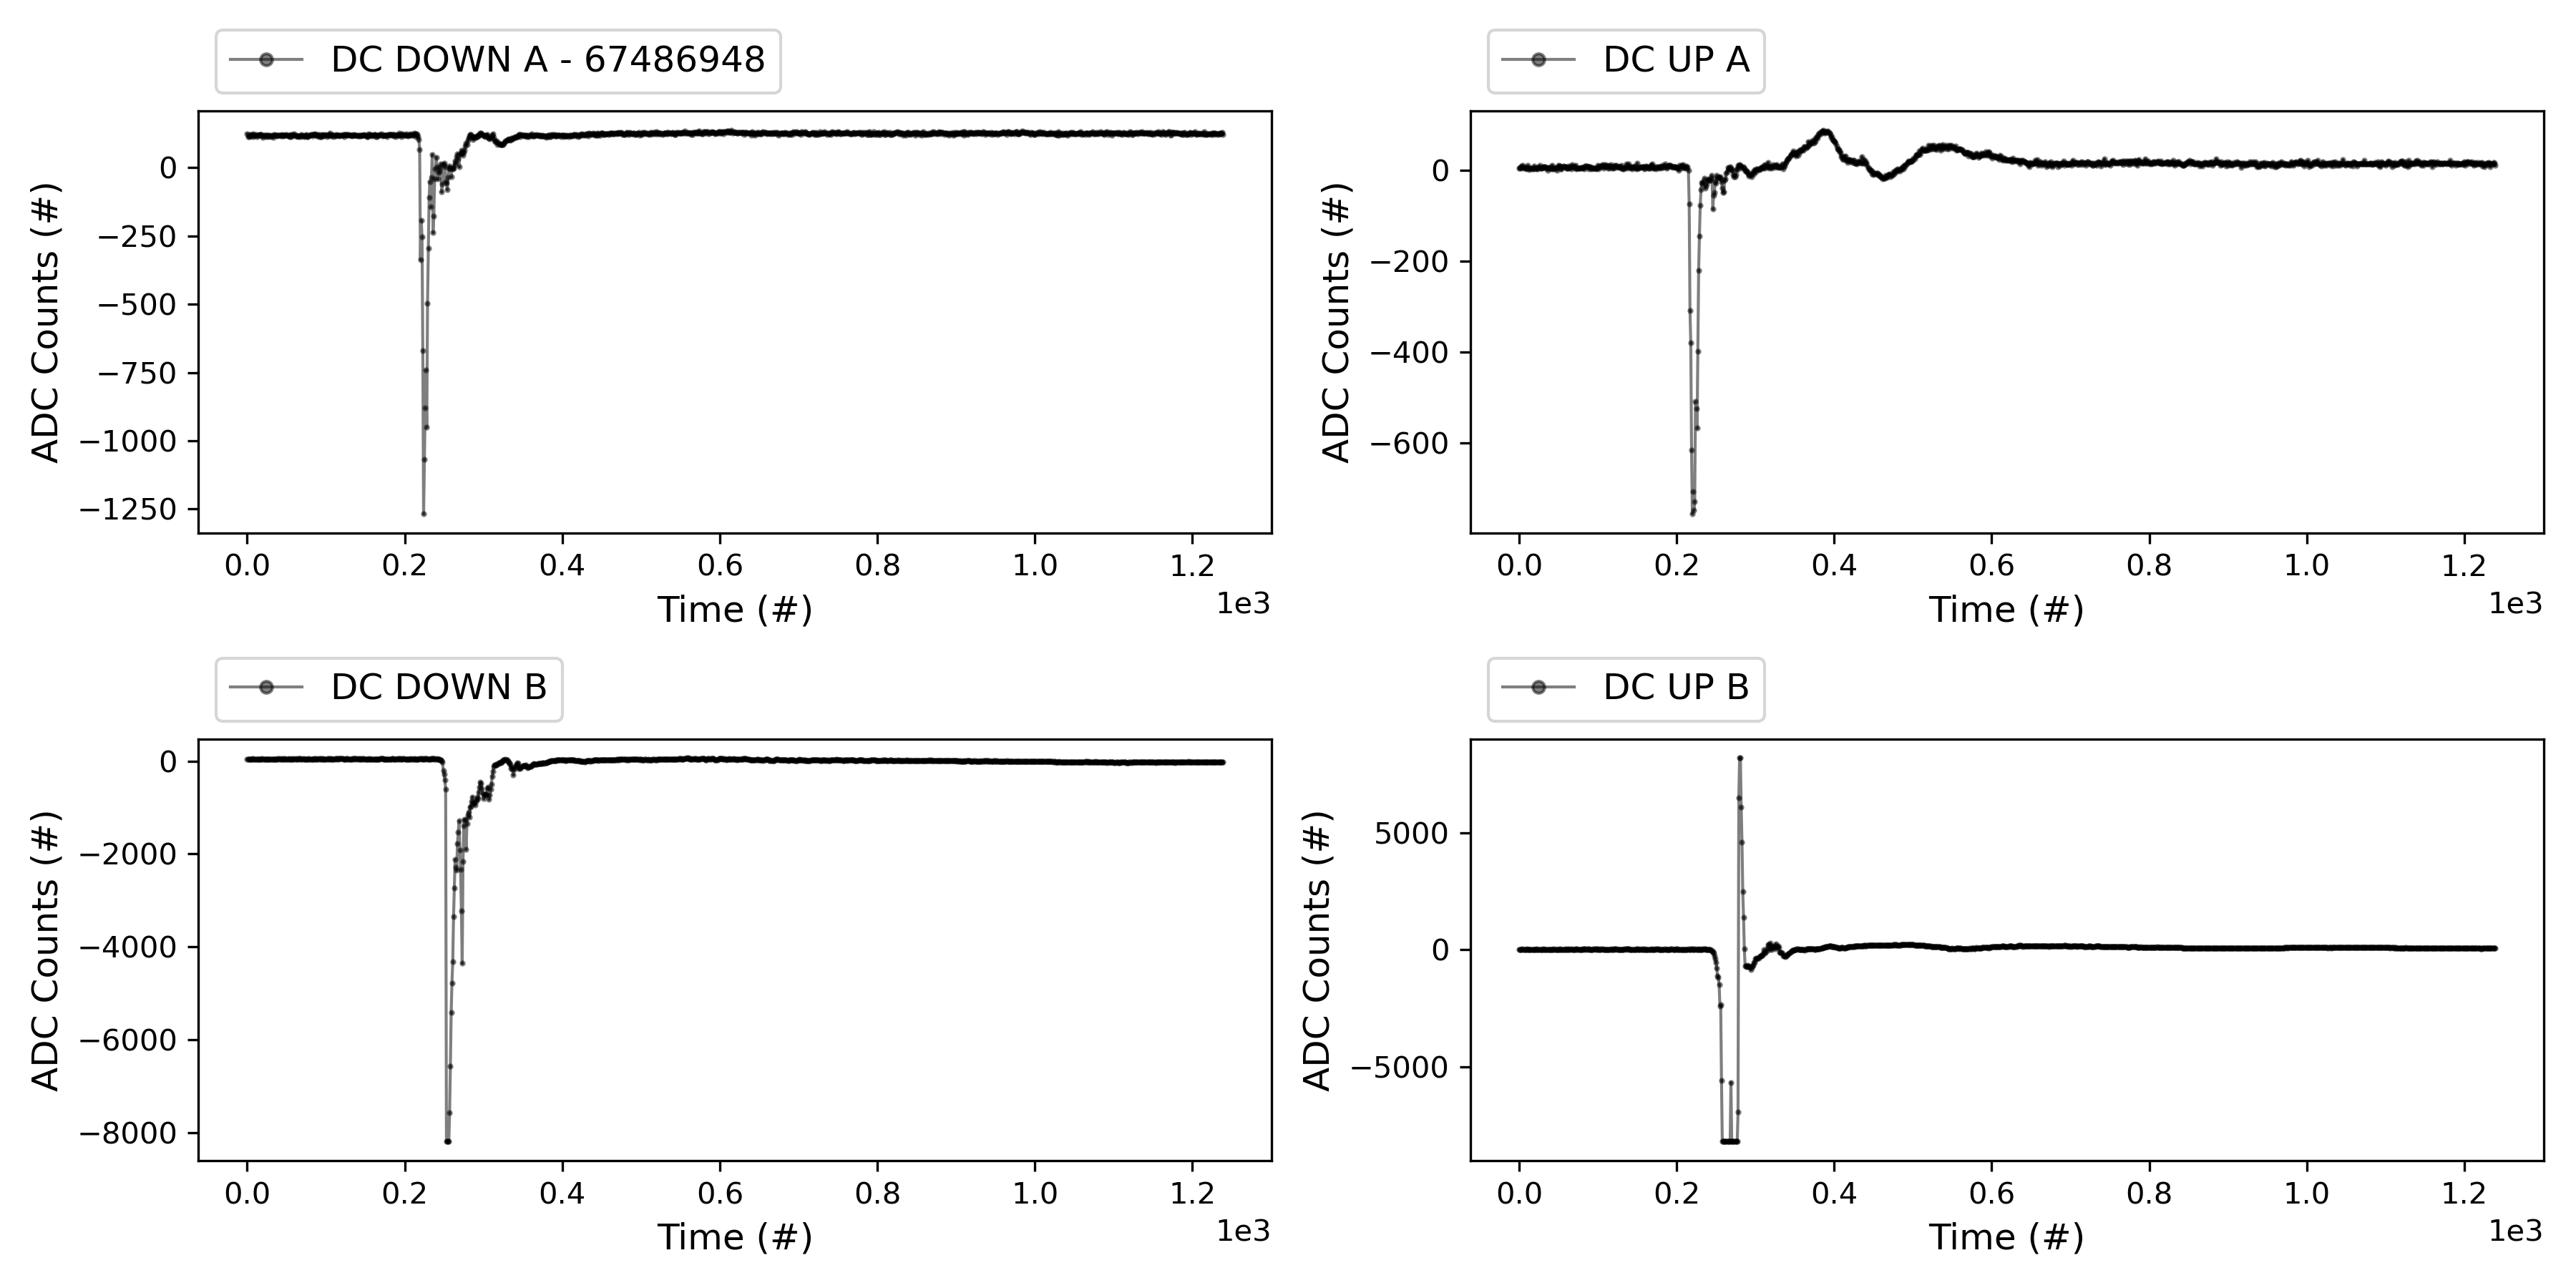 DC DOWN A - 67486948
ADC Counts (#)
0
−250
−500
−750
−1000
−1250
0.0 0.2 0.4 0.6 0.8 1.0 1.2
1e3
Time (#)
DC UP A
ADC Counts (#)
0
−200
−400
−600
0.0 0.2 0.4 0.6 0.8 1.0 1.2
1e3
Time (#)
DC DOWN B
ADC Counts (#)
0
−2000
−4000
−6000
−8000
0.0 0.2 0.4 0.6 0.8 1.0 1.2
1e3
Time (#)
DC UP B
ADC Counts (#)
5000
0
−5000
0.0 0.2 0.4 0.6 0.8 1.0 1.2
1e3
Time (#)